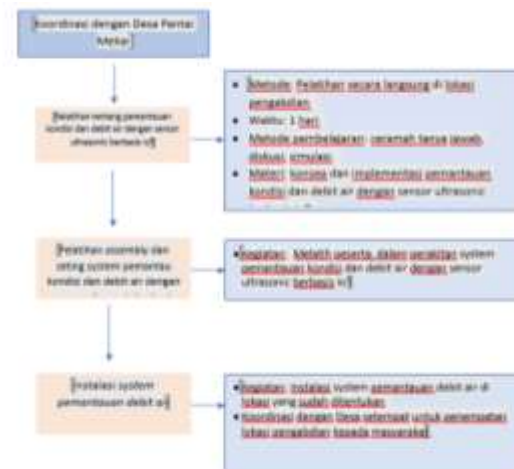 Koordinasi dengan Desa Pantai
Mekar
Pelatihan tentang pemantauan
kondisi dan debit air dengan sensor
ultrasonic berbasis IoT
Metode: Pelatihan secara langsung di lokasi
pengabdian
Waktu: 1 hari
Metode pembelajaran: ceramah tanya jawab,
diskusi, simulasi
Materi: konsep dan implementasi pemantauan
kondisi dan debit air dengan sensor ultrasonic
Pelatihan assembly dan
seting system pemantau
kondisi dan debit air dengan
Kegiatan: Melatih peserta dalam perakitan system
pemantauan kondisi dan debit air dengan sensor
ultrasonic berbasis IoT
Instalasi system
pemantauan debit air
Kegiatan: Instalasi system pemantauan debit air di
lokasi yang sudah ditentukan
Koordinasi dengan Desa setempat untuk penempatan
lokasi pengabdian kepada masyarakat